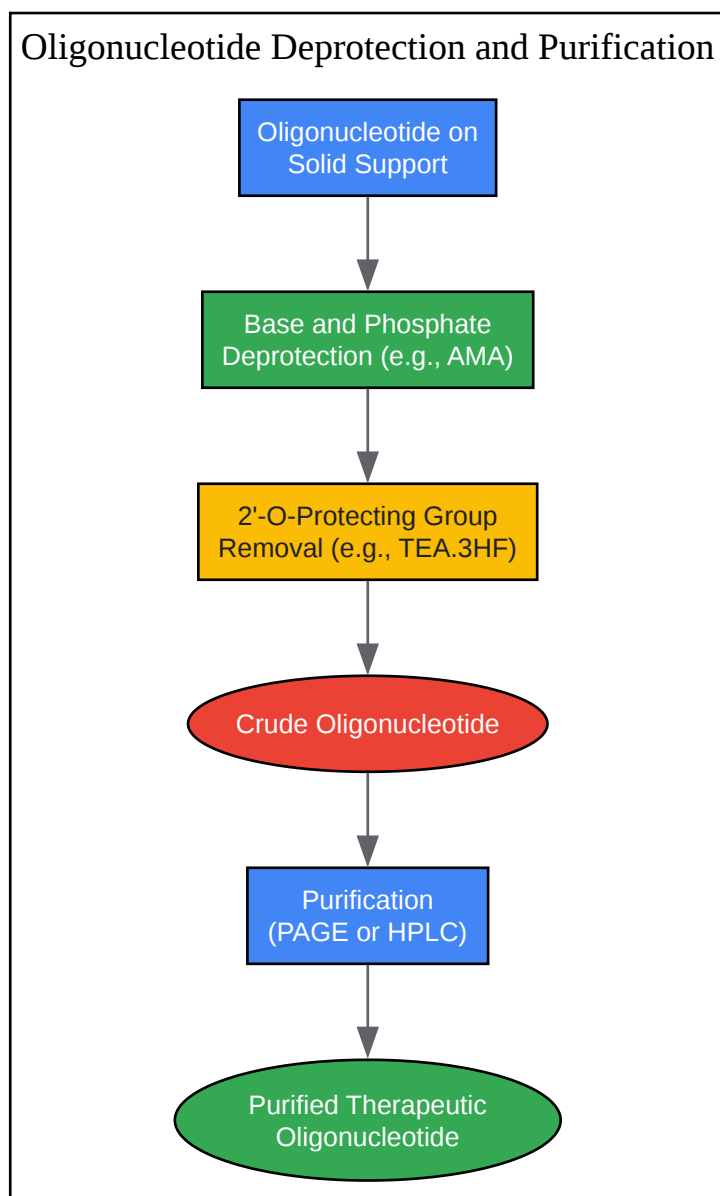 Oligonucleotide Deprotection and Purification
Oligonucleotide on
Solid Support
Base and Phosphate
Deprotection (e.g., AMA)
2'-O-Protecting Group
Removal (e.g., TEA.3HF)
Crude Oligonucleotide
Purification
(PAGE or HPLC)
Purified Therapeutic
Oligonucleotide